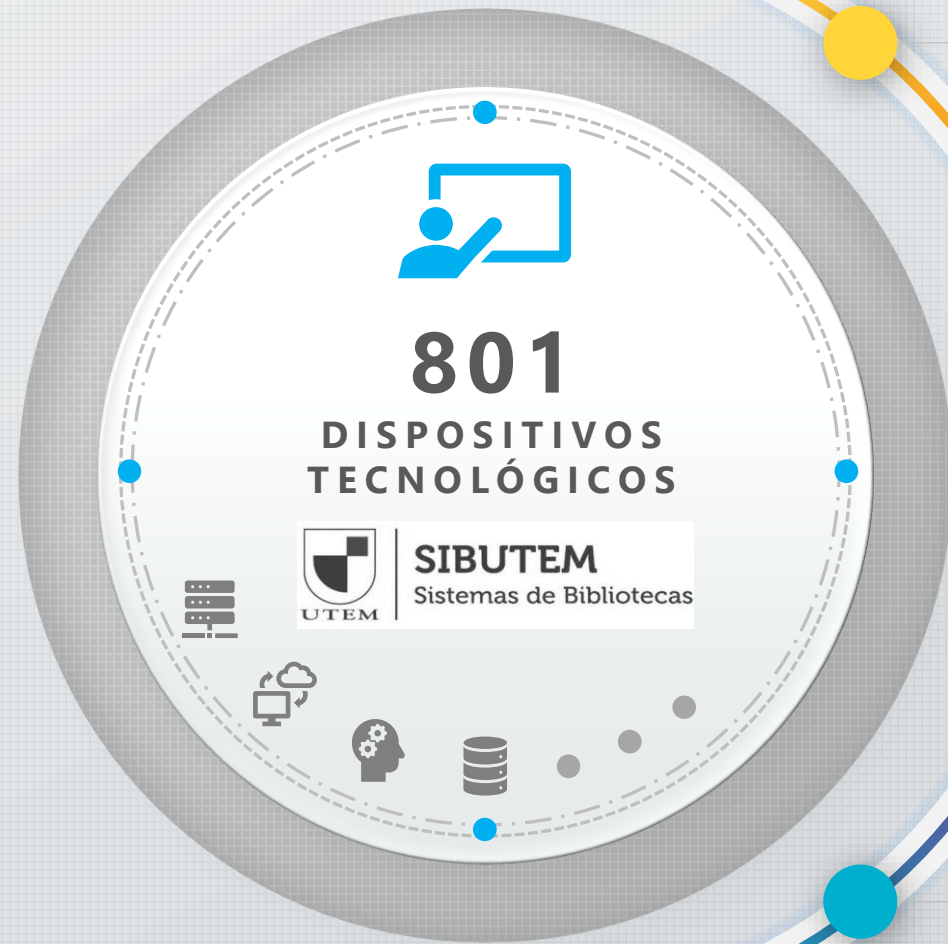 801
DISPOSITIVOS
TECNOLÓGICOS
UTEM
SIBUTEM
Sistemas de Bibliotecas